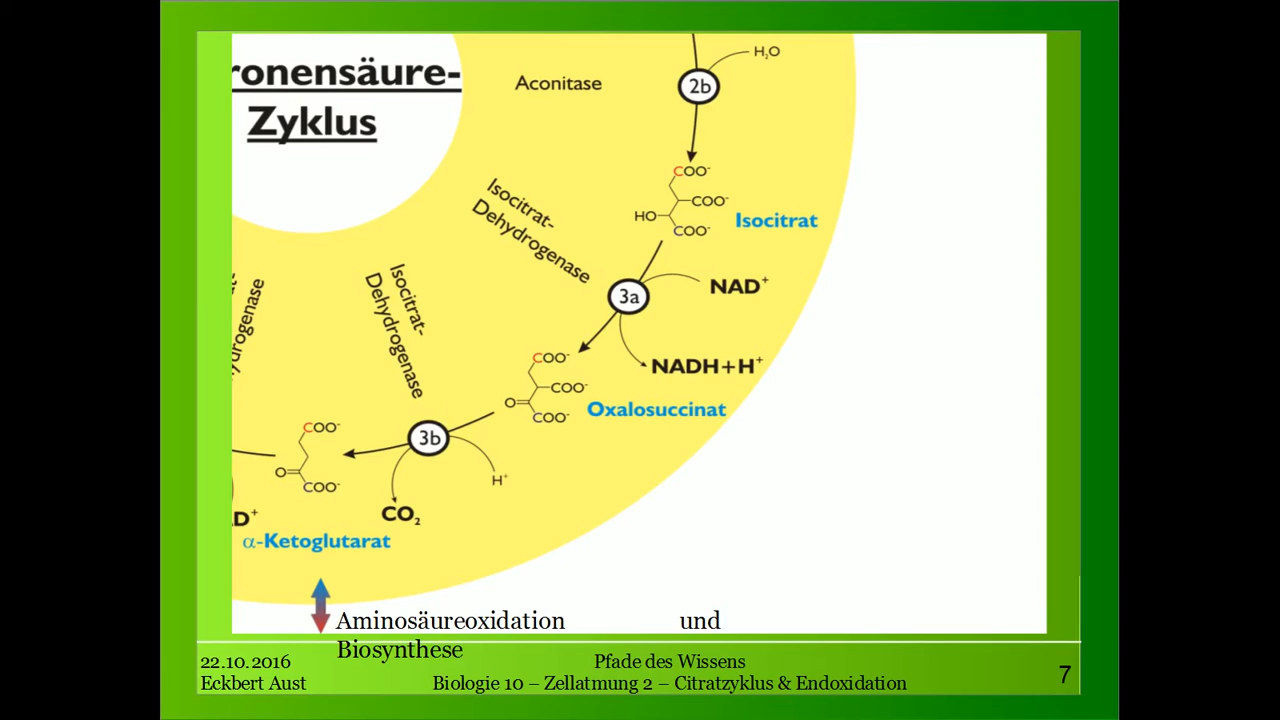 ronensäure-
Zyklus
Aconitase
2b
H₂O
COO⁻
COO⁻
HO
COO⁻
Isocitrat
Isocitrat-
Dehydrogenase
3a
NAD⁺
NADH+H⁺
COO⁻
COO⁻
O
COO⁻
Oxalosuccinat
Isocitrat-
Dehydrogenase
3b
H⁺
CO₂
COO⁻
O
COO⁻
α-Ketoglutarat
D⁺
Aminosäureoxidation und
Biosynthese
22.10.2016
Eckbert Aust
Pfade des Wissens
Biologie 10 – Zellatmung 2 – Citratzyklus & Endoxidation
7